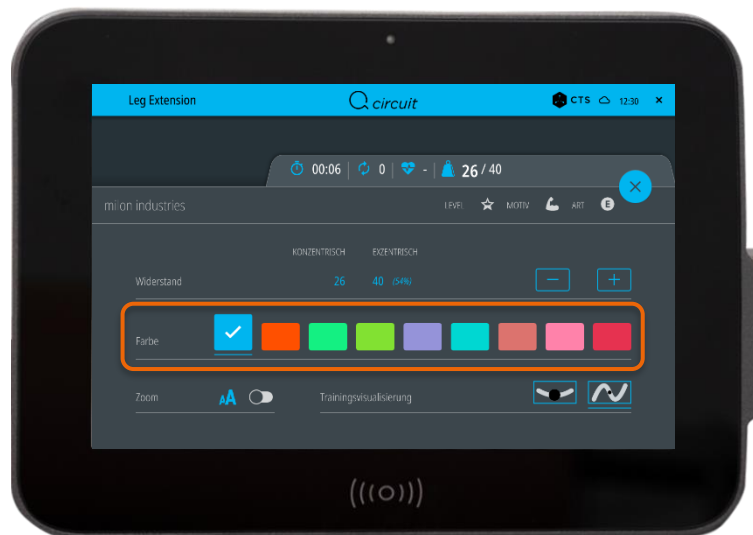 Leg Extension
Q circuit
CTS 12:30 ×
00:06 | 0 | - | 26 / 40
milon industries
LEVEL MOTIV ART E
KONZENTRISCH EXZENTRISCH
Widerstand 26 40 (54%) − +
Farbe
Zoom AA Trainingsvisualisierung